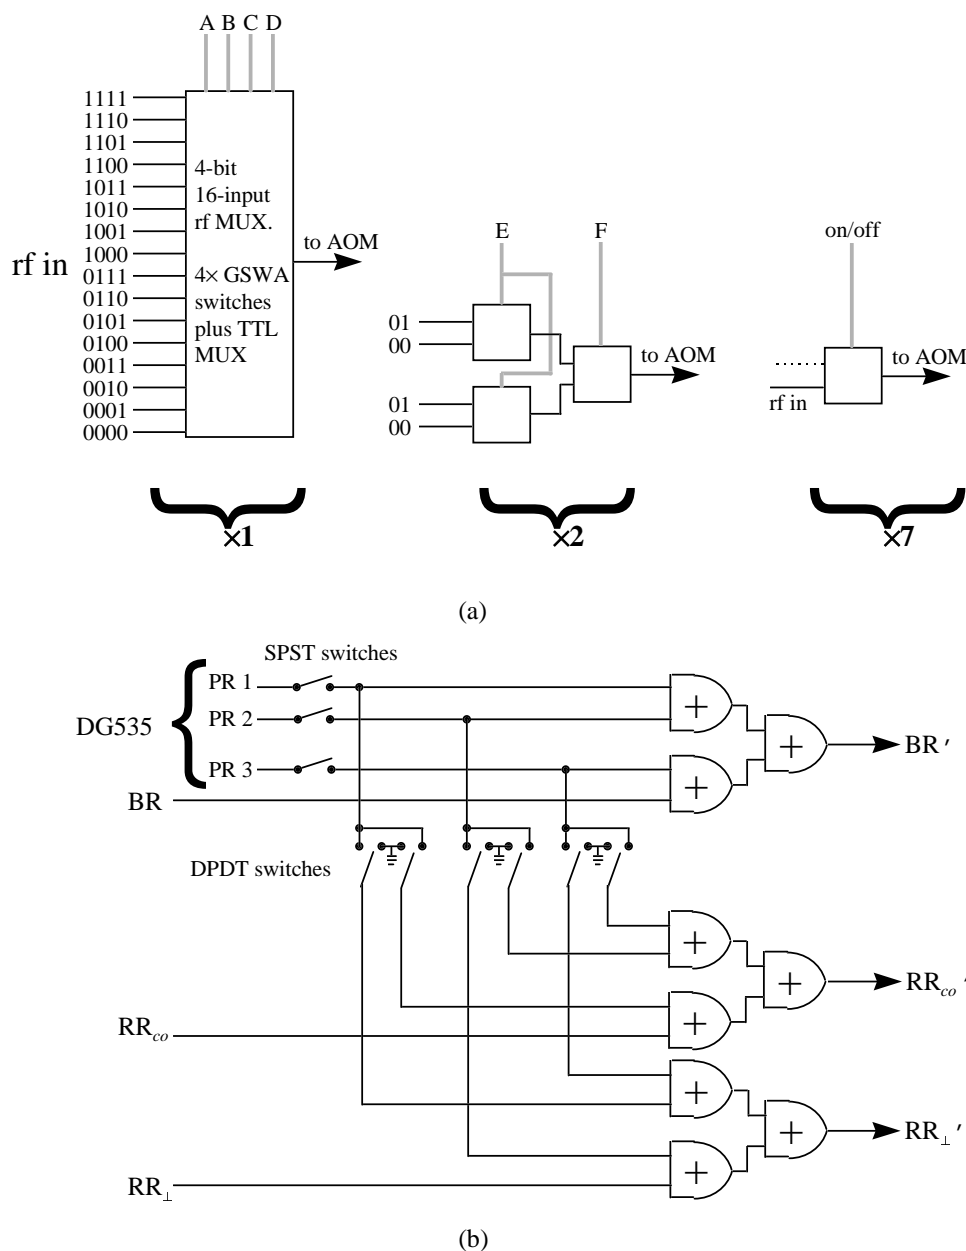 A B C D
1111
1110
1101
1100
1011
1010
1001
1000
0111
0110
0101
0100
0011
0010
0001
0000
rf in
4-bit
16-input
rf MUX.
4× GSWA
switches
plus TTL
MUX
to AOM
×1
E
F
01
00
01
00
to AOM
×2
on/off
rf in
to AOM
×7
(a)
SPST switches
DG535
PR 1
PR 2
PR 3
BR
+
+
+
BR ′
DPDT switches
RRco
+
+
+
RRco ′
RR⊥
+
+
+
RR⊥ ′
(b)